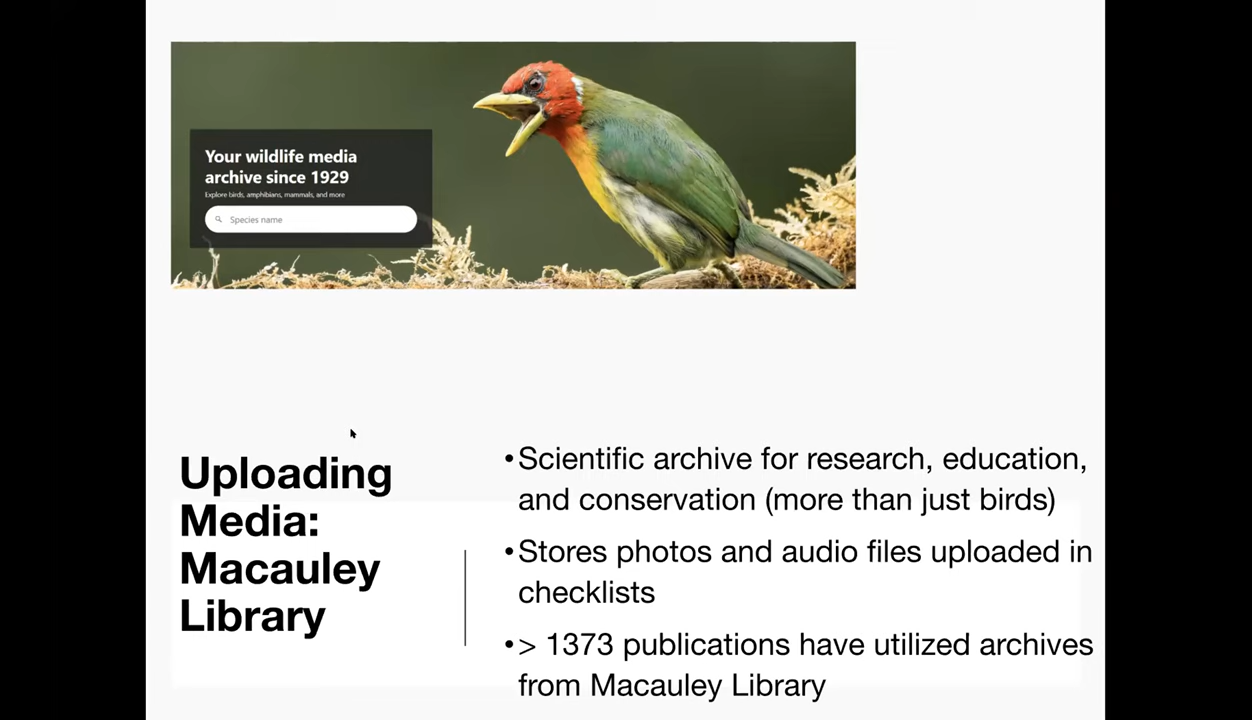 Your wildlife media
archive since 1929
Explore birds, amphibians, mammals, and more
Species name
Uploading
Media:
Macauley
Library
•Scientific archive for research, education,
and conservation (more than just birds)
•Stores photos and audio files uploaded in
checklists
•> 1373 publications have utilized archives
from Macauley Library